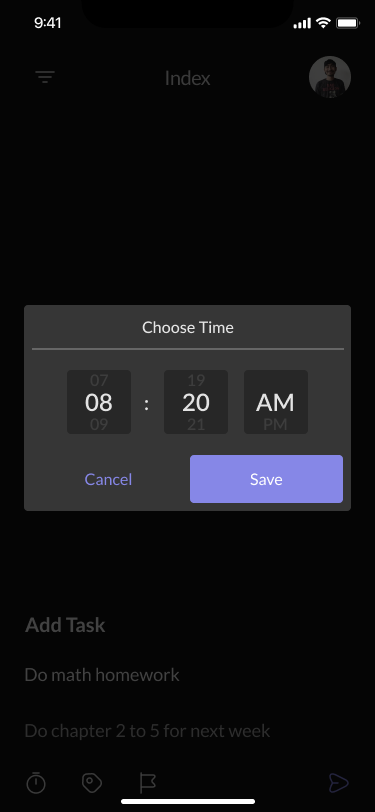 9:41
Index
Choose Time
07 19
08 : 20 AM
09 21 PM
Cancel Save
Add Task
Do math homework
Do chapter 2 to 5 for next week